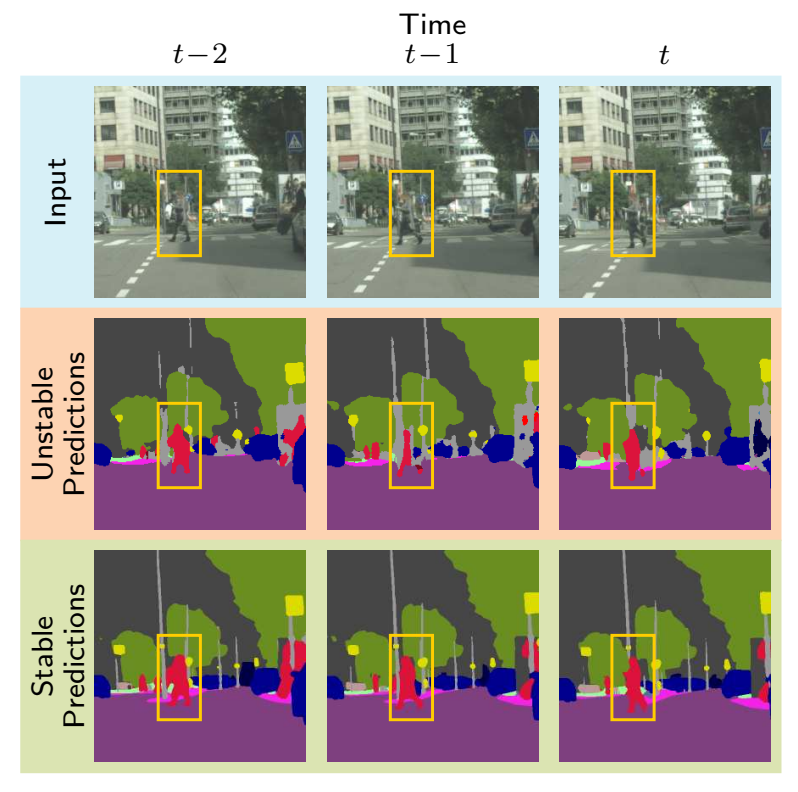 Time
t−2
t−1
t
Input
Unstable
Predictions
Stable
Predictions